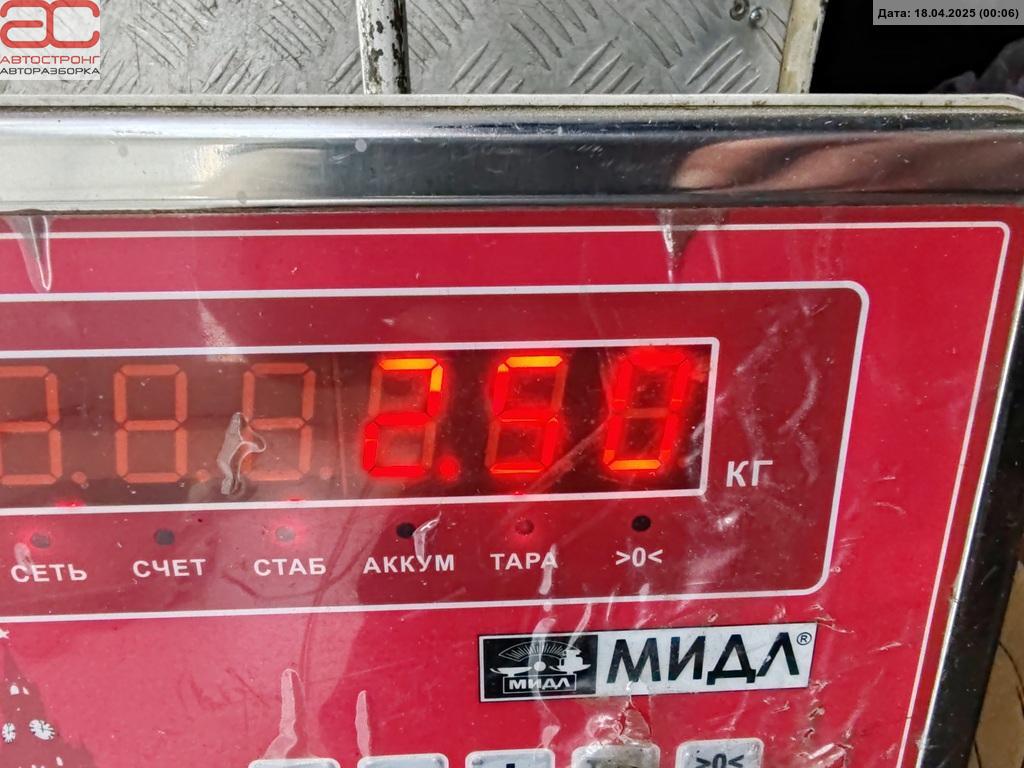 Дата: 18.04.2025 (00:06)
ас
АВТОСТРОНГ
АВТОРАЗБОРКА
2.50
КГ
СЕТЬ СЧЕТ СТАБ АККУМ ТАРА >0<
МИДЛ МИДЛ®
>0<